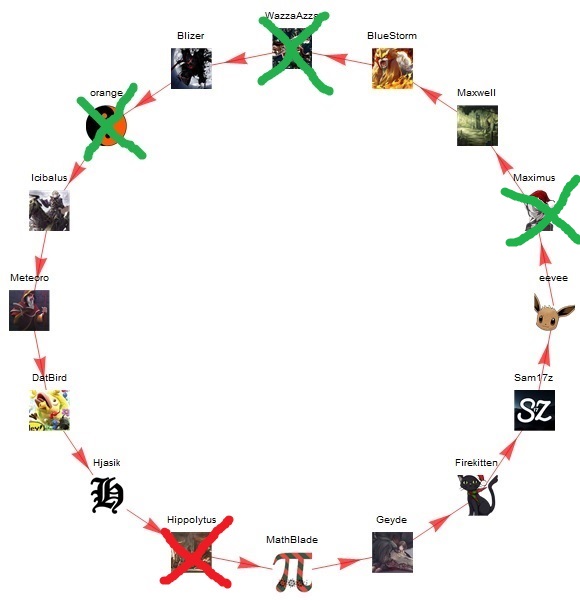 WazzaAzza
Blizer
BlueStorm
orange
Maxwell
Icibalus
Maximus
Meteoro
eevee
DatBird
Sam17z
SZ
Hjasik
Firekitten
H
Hippolytus
MathBlade
Geyde
π